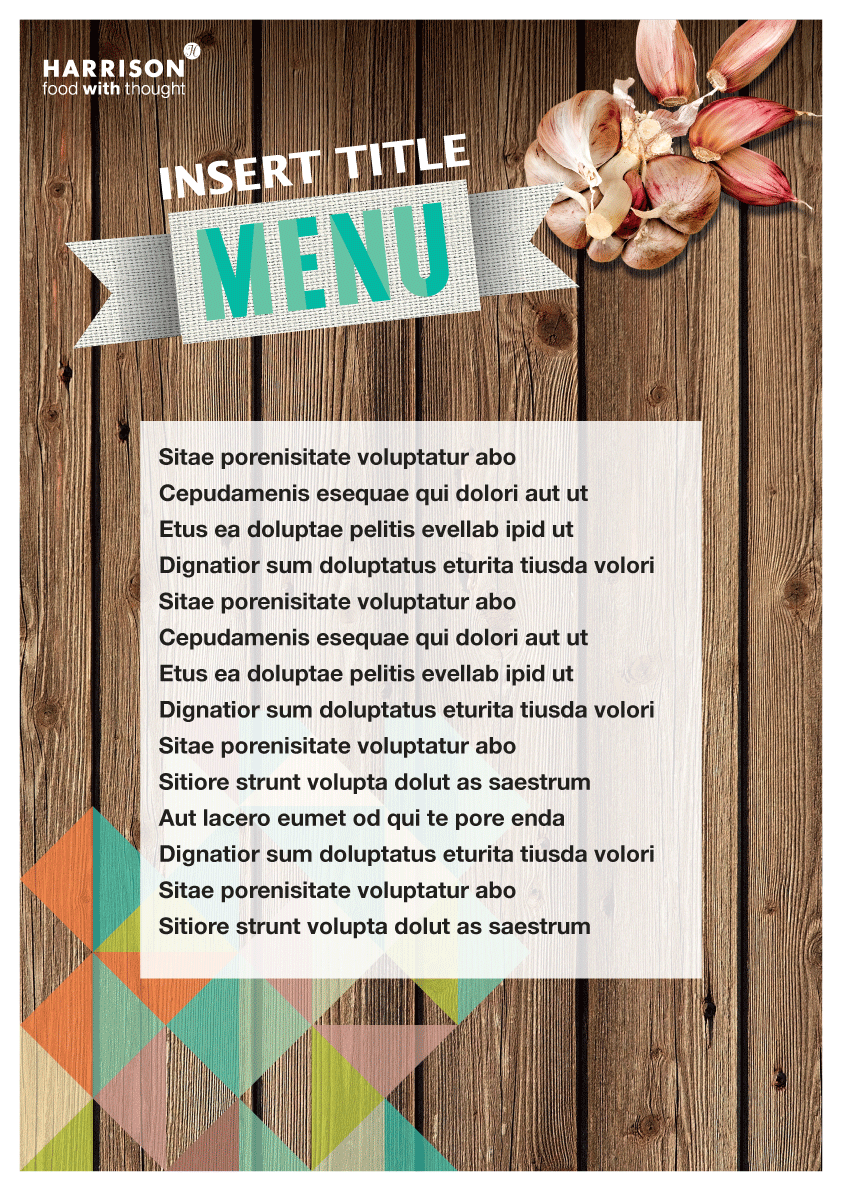 HARRISON
food with thought
INSERT TITLE
MENU
Sitae porenisitate voluptatur abo
Cepudamenis esequae qui dolori aut ut
Etus ea doluptae pelitis evellab ipid ut
Dignatior sum doluptatus eturita tiusda volori
Sitae porenisitate voluptatur abo
Cepudamenis esequae qui dolori aut ut
Etus ea doluptae pelitis evellab ipid ut
Dignatior sum doluptatus eturita tiusda volori
Sitae porenisitate voluptatur abo
Sitiore strunt volupta dolut as saestrum
Aut lacero eumet od qui te pore enda
Dignatior sum doluptatus eturita tiusda volori
Sitae porenisitate voluptatur abo
Sitiore strunt volupta dolut as saestrum